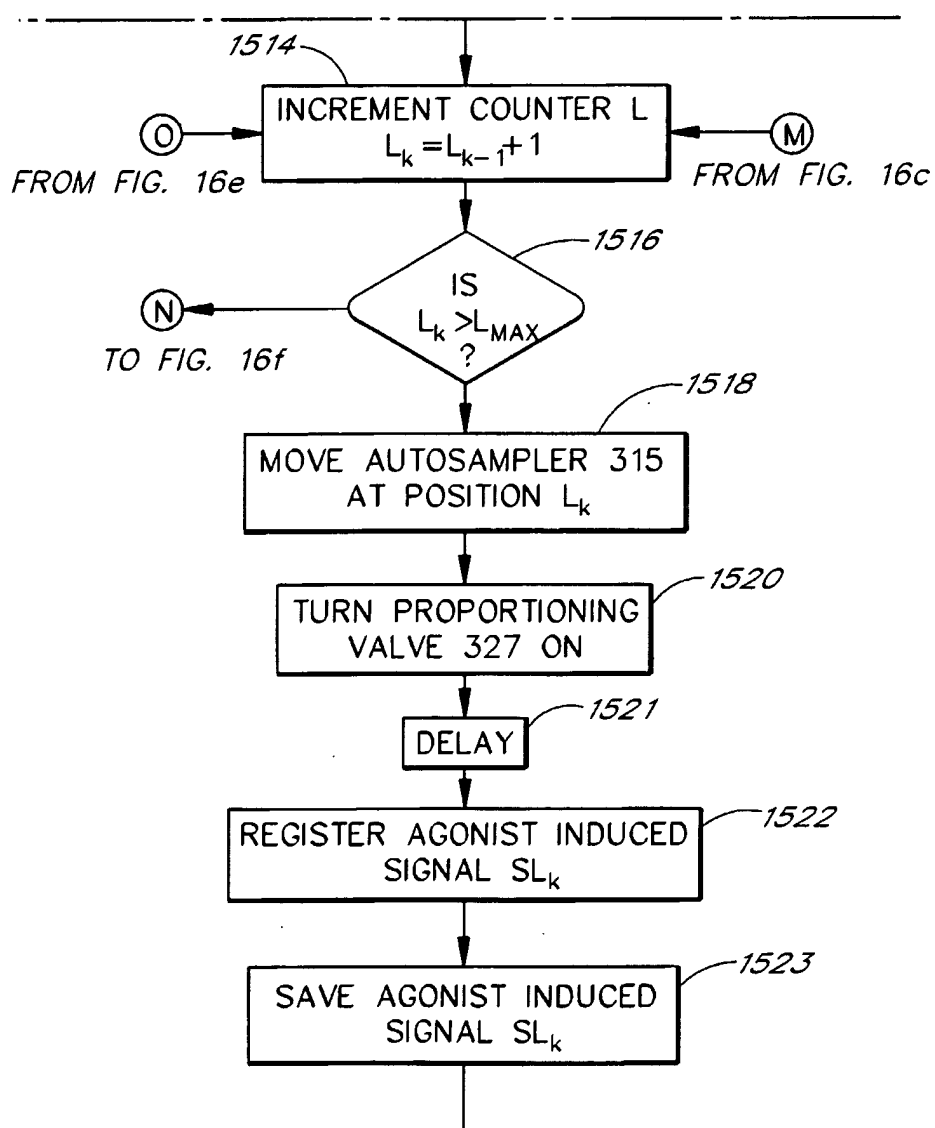 1514
INCREMENT COUNTER L
L_k = L_{k-1} + 1
O
FROM FIG. 16e
M
FROM FIG. 16c
1516
IS
L_k > L_MAX
?
N
TO FIG. 16f
1518
MOVE AUTOSAMPLER 315
AT POSITION L_k
1520
TURN PROPORTIONING
VALVE 327 ON
1521
DELAY
1522
REGISTER AGONIST INDUCED
SIGNAL SL_k
1523
SAVE AGONIST INDUCED
SIGNAL SL_k